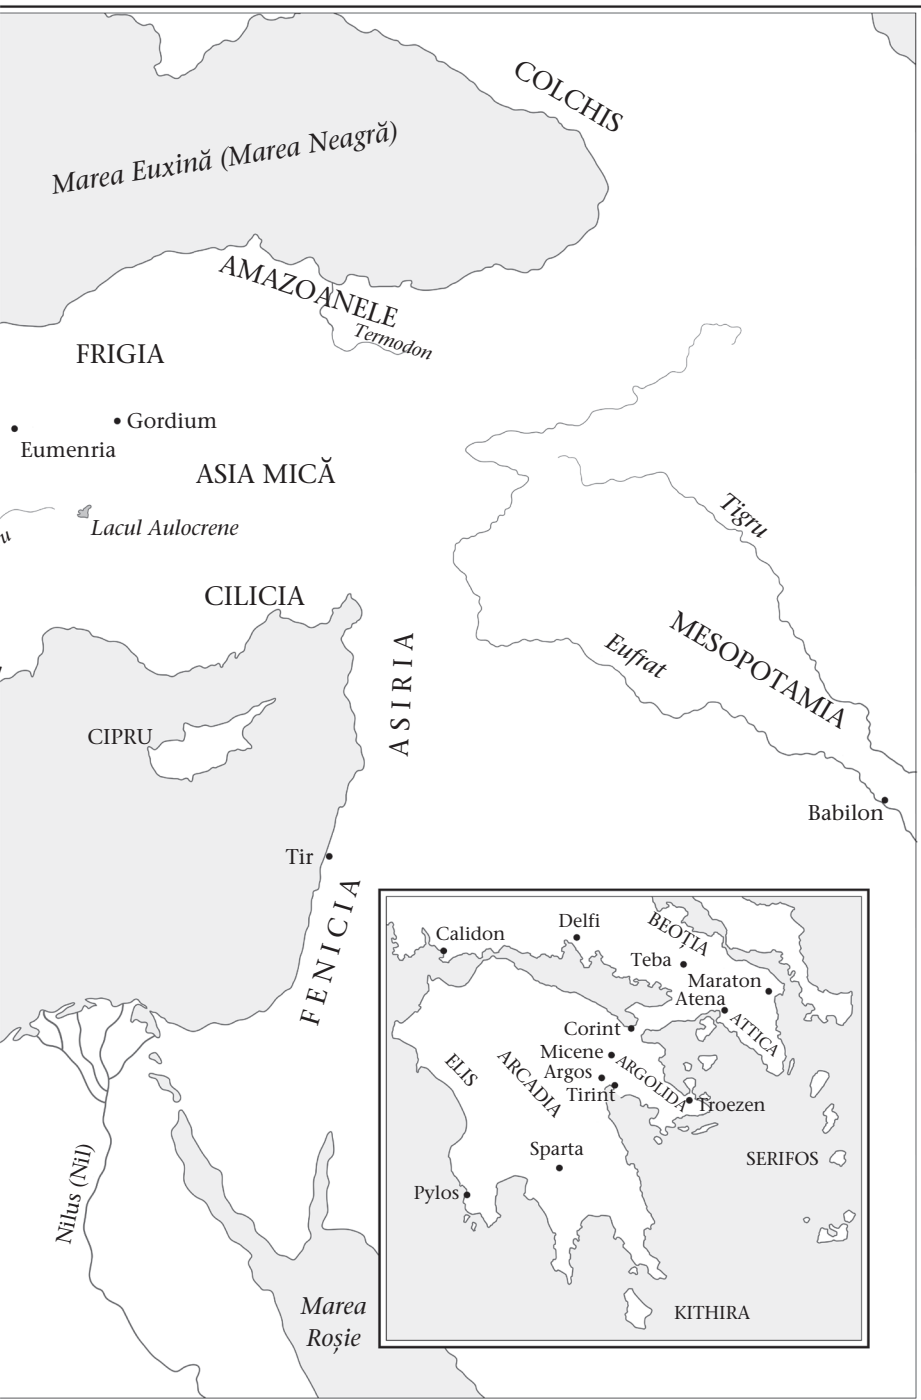 COLCHIS
Marea Euxină (Marea Neagră)
AMAZOANELE
Termodon
FRIGIA
Gordium
Eumenria
ASIA MICĂ
Tigru
Lacul Aulocrene
u
CILICIA
MESOPOTAMIA
Eufrat
ASIRIA
CIPRU
Babilon
Tir
FENICIA
Nilus (Nil)
Marea
Roșie
BEOȚIA
Delfi
Calidon
Teba
Maraton
Atena
ATTICA
Corint
Micene
ARGOLIDA
Argos
Tirint
Troezen
ELIS
ARCADIA
Sparta
SERIFOS
Pylos
KITHIRA